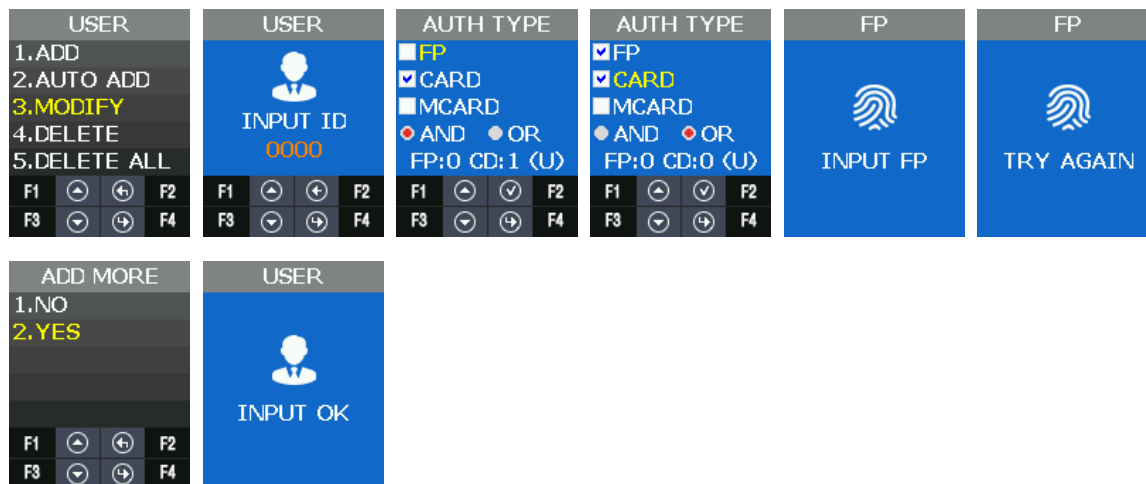 USER
1.ADD
2.AUTO ADD
3.MODIFY
4.DELETE
5.DELETE ALL
F1 F2
F3 F4
USER
INPUT ID
0000
F1 F2
F3 F4
AUTH TYPE
FP
CARD
MCARD
AND OR
FP:0 CD:1 (U)
F1 F2
F3 F4
AUTH TYPE
FP
CARD
MCARD
AND OR
FP:0 CD:0 (U)
F1 F2
F3 F4
FP
INPUT FP
FP
TRY AGAIN
ADD MORE
1.NO
2.YES
F1 F2
F3 F4
USER
INPUT OK